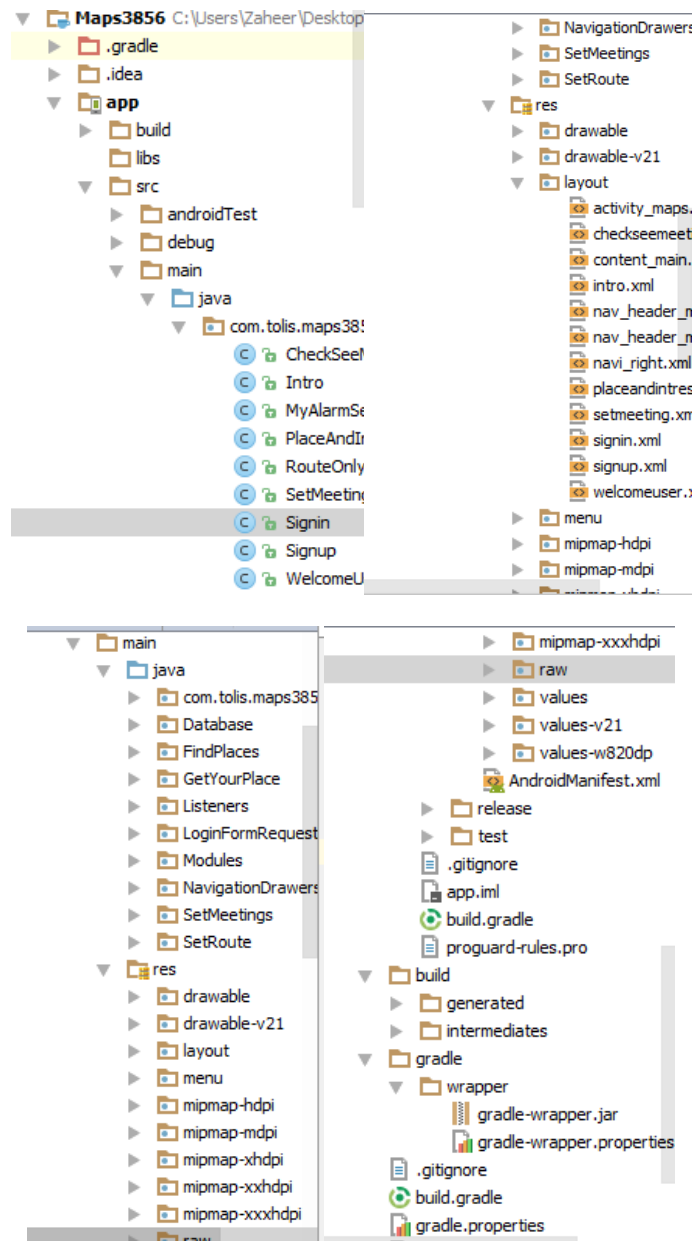 Maps3856 C:\Users\Zaheer\Desktop
.gradle
.idea
app
build
libs
src
androidTest
debug
main
java
com.tolis.maps385
CheckSee
Intro
MyAlarmSe
PlaceAndI
RouteOnly
SetMeeting
Signin
Signup
WelcomeU
NavigationDrawers
SetMeetings
SetRoute
res
drawable
drawable-v21
layout
activity_maps.
checkseemeet
content_main.
intro.xml
nav_header_m
nav_header_m
navi_right.xml
placeandintres
setmeeting.xm
signin.xml
signup.xml
welcomeuser.x
menu
mipmap-hdpi
mipmap-mdpi
mipmap-xhdpi
main
java
com.tolis.maps385
Database
FindPlaces
GetYourPlace
Listeners
LoginFormRequest
Modules
NavigationDrawers
SetMeetings
SetRoute
res
drawable
drawable-v21
layout
menu
mipmap-hdpi
mipmap-mdpi
mipmap-xhdpi
mipmap-xxhdpi
mipmap-xxxhdpi
raw
mipmap-xxxhdpi
raw
values
values-v21
values-w820dp
AndroidManifest.xml
release
test
.gitignore
app.iml
build.gradle
proguard-rules.pro
build
generated
intermediates
gradle
wrapper
gradle-wrapper.jar
gradle-wrapper.properties
.gitignore
build.gradle
gradle.properties